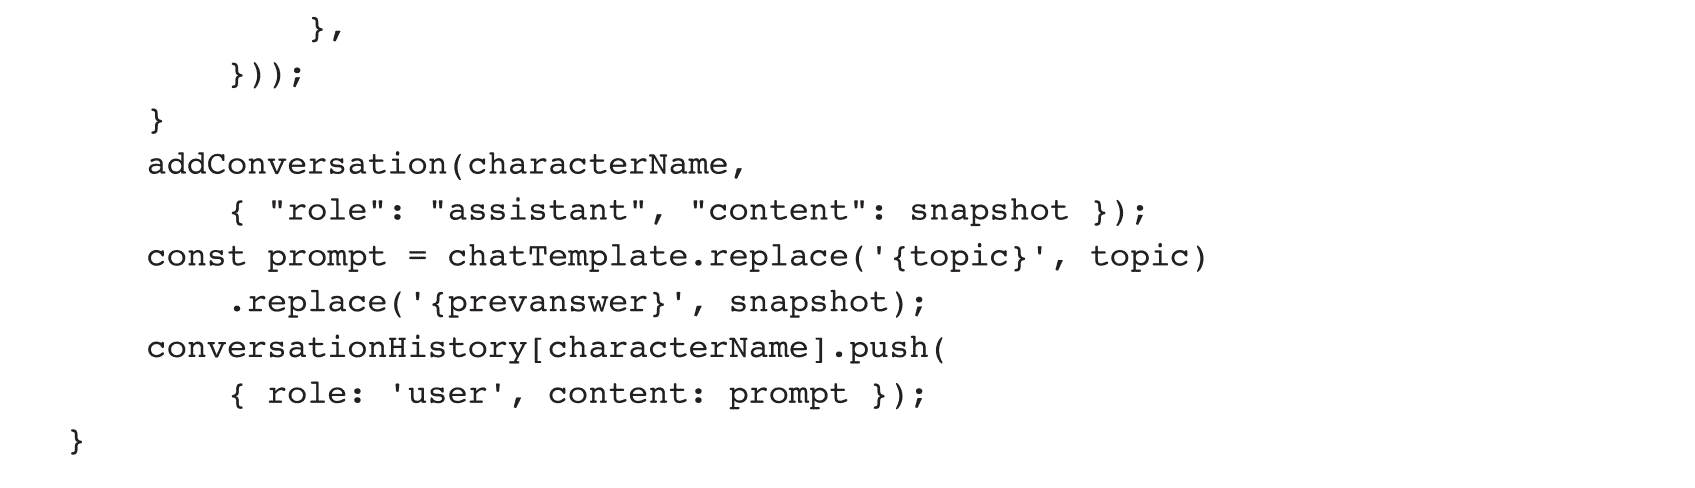 },
        }));
    }
    addConversation(characterName,
        { "role": "assistant", "content": snapshot });
    const prompt = chatTemplate.replace('{topic}', topic)
        .replace('{prevanswer}', snapshot);
    conversationHistory[characterName].push(
        { role: 'user', content: prompt });
}